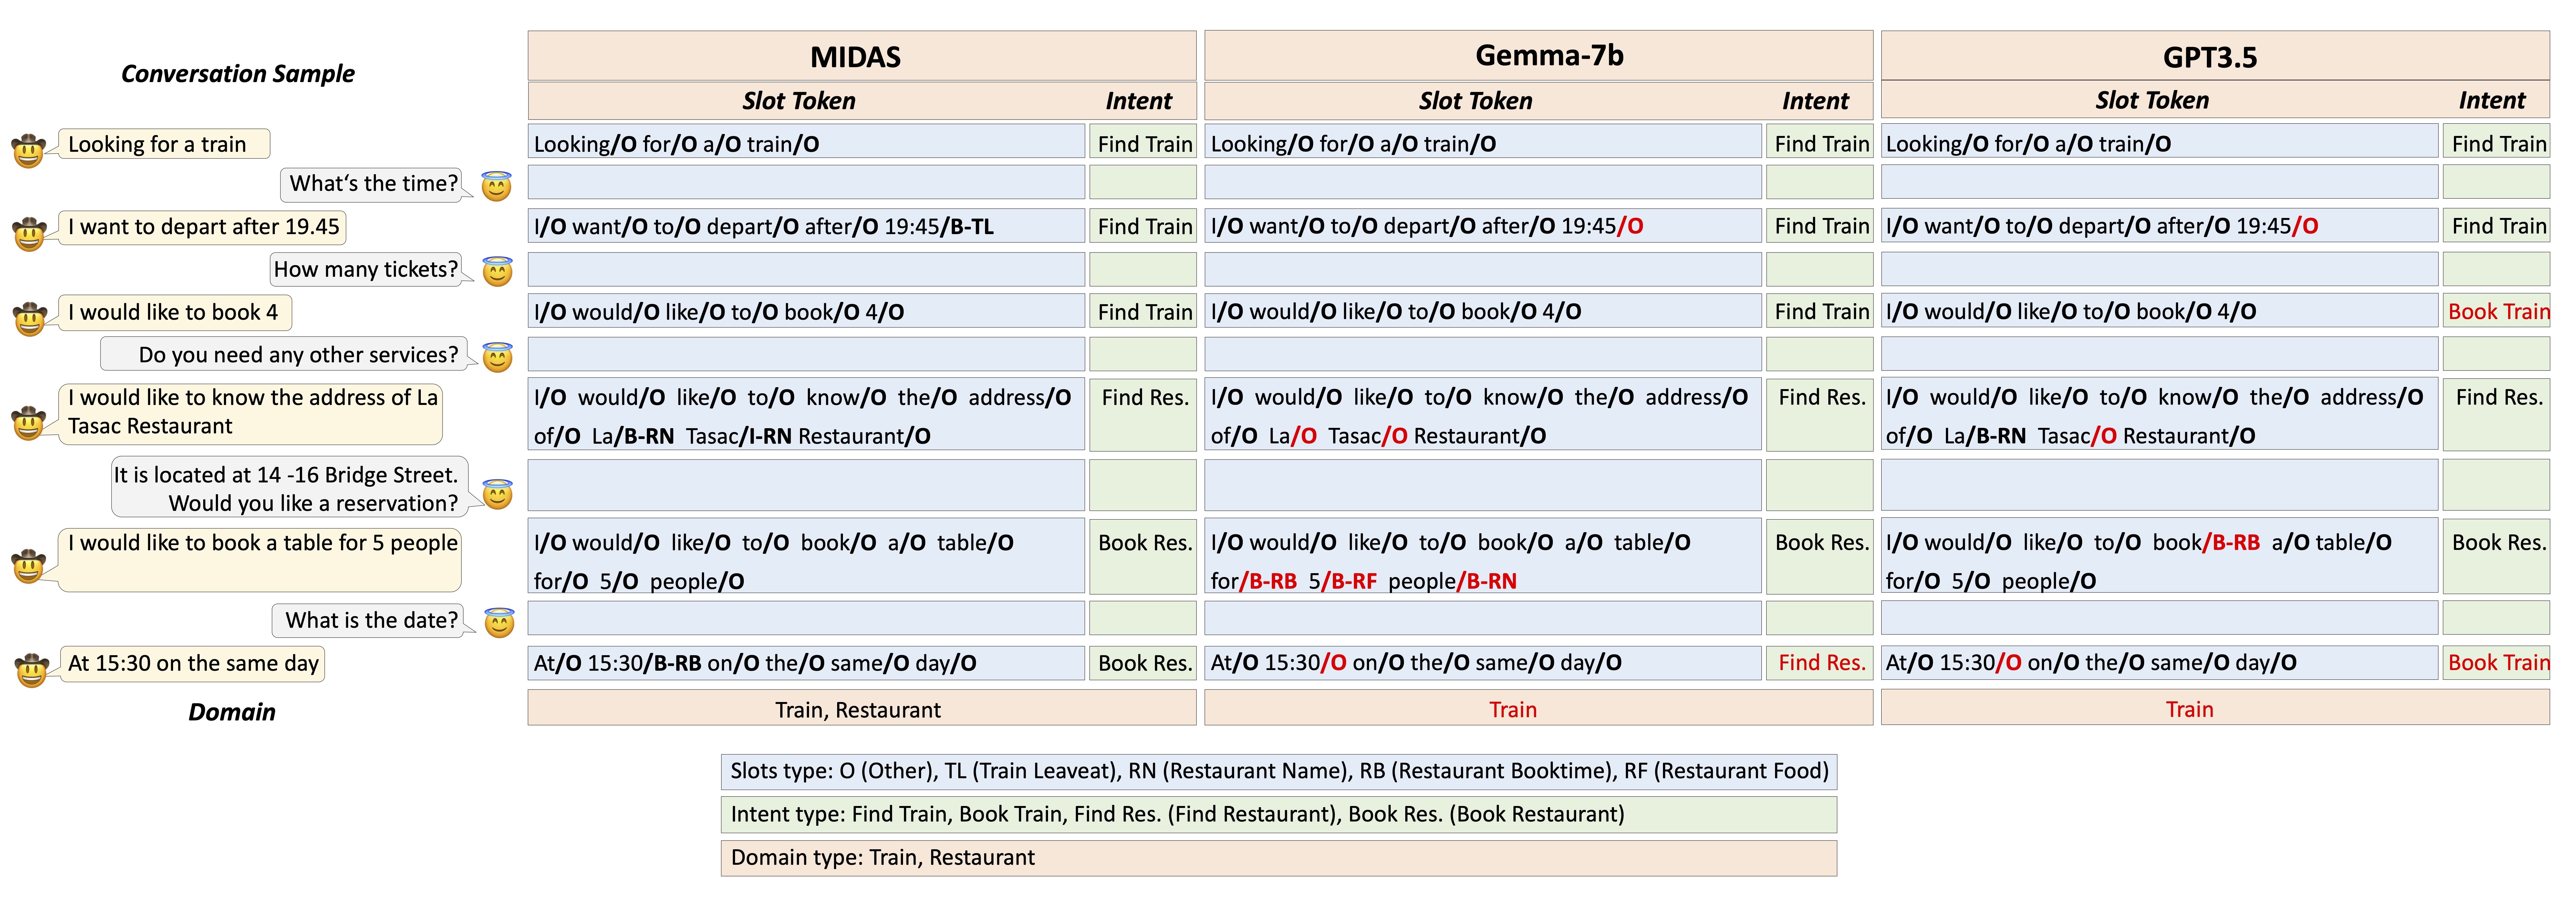 Conversation Sample
MIDAS
Gemma-7b
GPT3.5
Slot Token Intent
Slot Token Intent
Slot Token Intent
Looking for a train
Looking/O for/O a/O train/O
Find Train
Looking/O for/O a/O train/O
Find Train
Looking/O for/O a/O train/O
Find Train
What‘s the time?
I want to depart after 19.45
I/O want/O to/O depart/O after/O 19:45/B-TL
Find Train
I/O want/O to/O depart/O after/O 19:45/O
Find Train
I/O want/O to/O depart/O after/O 19:45/O
Find Train
How many tickets?
I would like to book 4
I/O would/O like/O to/O book/O 4/O
Find Train
I/O would/O like/O to/O book/O 4/O
Find Train
I/O would/O like/O to/O book/O 4/O
Book Train
Do you need any other services?
I would like to know the address of La
Tasac Restaurant
I/O would/O like/O to/O know/O the/O address/O
of/O La/B-RN Tasac/I-RN Restaurant/O
Find Res.
I/O would/O like/O to/O know/O the/O address/O
of/O La/O Tasac/O Restaurant/O
Find Res.
I/O would/O like/O to/O know/O the/O address/O
of/O La/B-RN Tasac/O Restaurant/O
Find Res.
It is located at 14 -16 Bridge Street.
Would you like a reservation?
I would like to book a table for 5 people
I/O would/O like/O to/O book/O a/O table/O
for/O 5/O people/O
Book Res.
I/O would/O like/O to/O book/O a/O table/O
for/B-RB 5/B-RF people/B-RN
Book Res.
I/O would/O like/O to/O book/B-RB a/O table/O
for/O 5/O people/O
Book Res.
What is the date?
At 15:30 on the same day
At/O 15:30/B-RB on/O the/O same/O day/O
Book Res.
At/O 15:30/O on/O the/O same/O day/O
Find Res.
At/O 15:30/O on/O the/O same/O day/O
Book Train
Domain
Train, Restaurant
Train
Train
Slots type: O (Other), TL (Train Leaveat), RN (Restaurant Name), RB (Restaurant Booktime), RF (Restaurant Food)
Intent type: Find Train, Book Train, Find Res. (Find Restaurant), Book Res. (Book Restaurant)
Domain type: Train, Restaurant